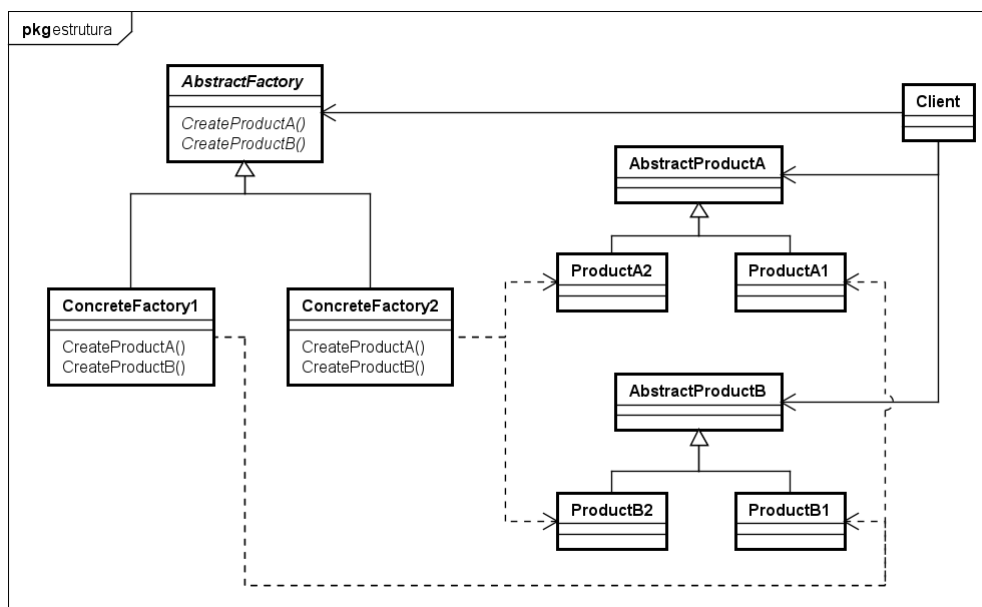 pkg estrutura
AbstractFactory
CreateProductA()
CreateProductB()
Client
AbstractProductA
ProductA2
ProductA1
ConcreteFactory1
CreateProductA()
CreateProductB()
ConcreteFactory2
CreateProductA()
CreateProductB()
AbstractProductB
ProductB2
ProductB1